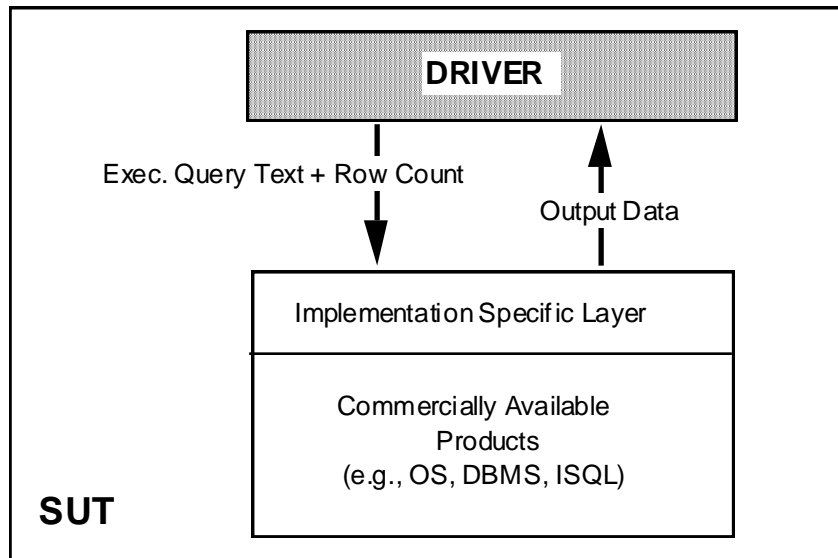 DRIVER
Exec. Query Text + Row Count
Output Data
Implementation Specific Layer
Commercially Available
Products
(e.g., OS, DBMS, ISQL)
SUT